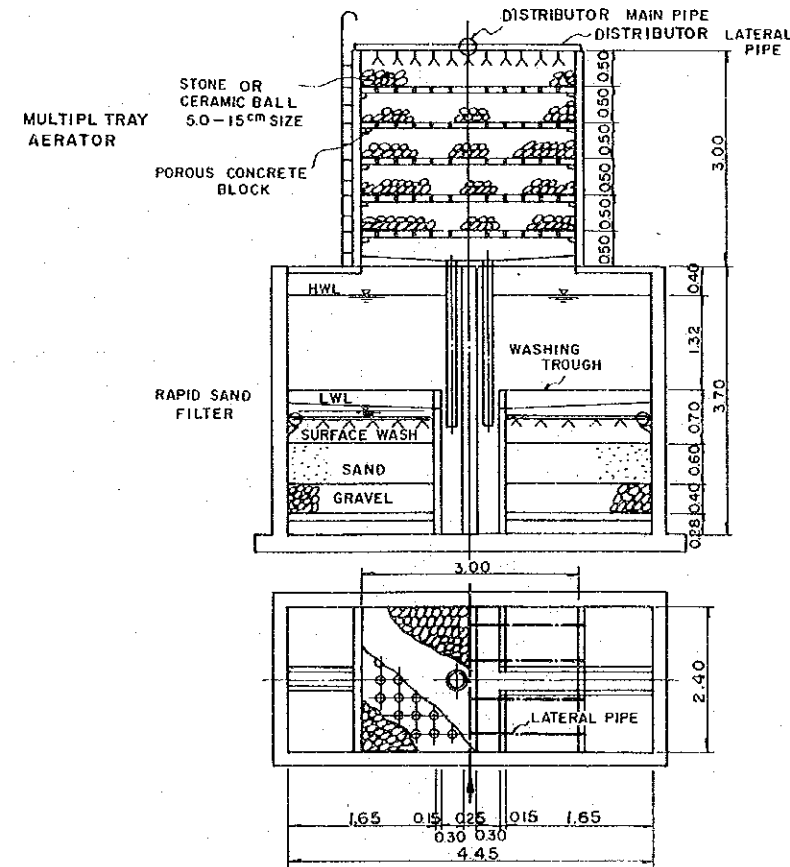 DISTRIBUTOR MAIN PIPE
DISTRIBUTOR LATERAL
PIPE
STONE OR
CERAMIC BALL
5.0-15cm SIZE
MULTIPL TRAY
AERATOR
POROUS CONCRETE
BLOCK
0.50
0.50
0.50
0.50
0.50
0.50
3.00
HWL
0.40
1.32
WASHING
TROUGH
3.70
RAPID SAND
FILTER
LWL
0.70
SURFACE WASH
SAND
0.60
GRAVEL
0.40
0.28
3.00
2.40
LATERAL PIPE
1.65 0.15 0.25 0.15 1.65
0.30 0.30
4.45